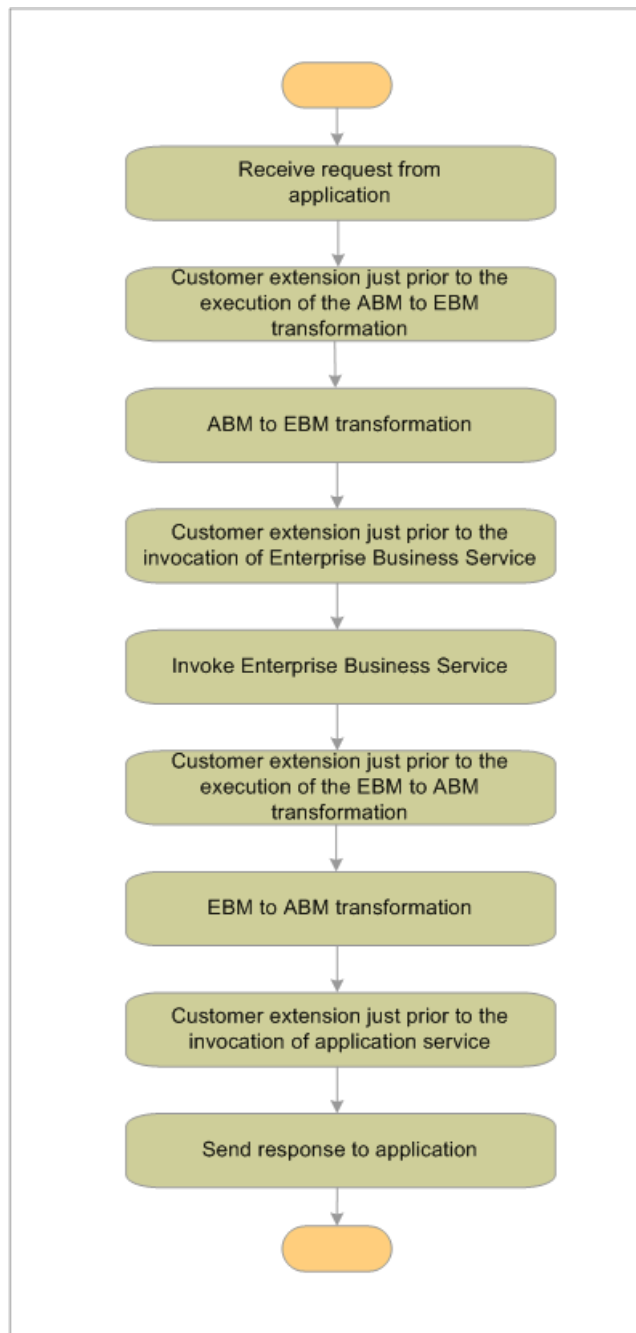 Receive request from
application
Customer extension just prior to the
execution of the ABM to EBM
transformation
ABM to EBM transformation
Customer extension just prior to the
invocation of Enterprise Business Service
Invoke Enterprise Business Service
Customer extension just prior to the
execution of the EBM to ABM
transformation
EBM to ABM transformation
Customer extension just prior to the
invocation of application service
Send response to application